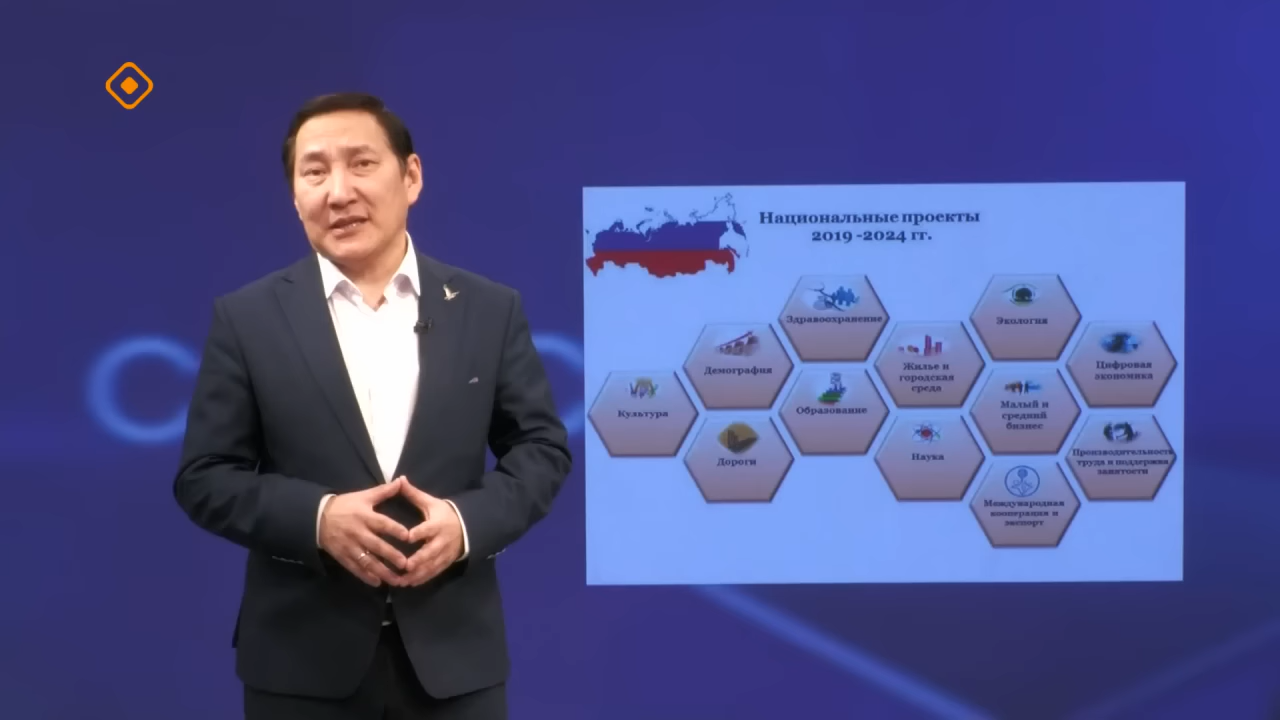 Национальные проекты
2019 -2024 гг.
Здравоохранение
Экология
Демография
Жилье и
городская
среда
Цифровая
экономика
Культура
Образование
Малый и
средний
бизнес
Дороги
Наука
Производительность
труда и поддержка
занятости
Международная
кооперация и
экспорт